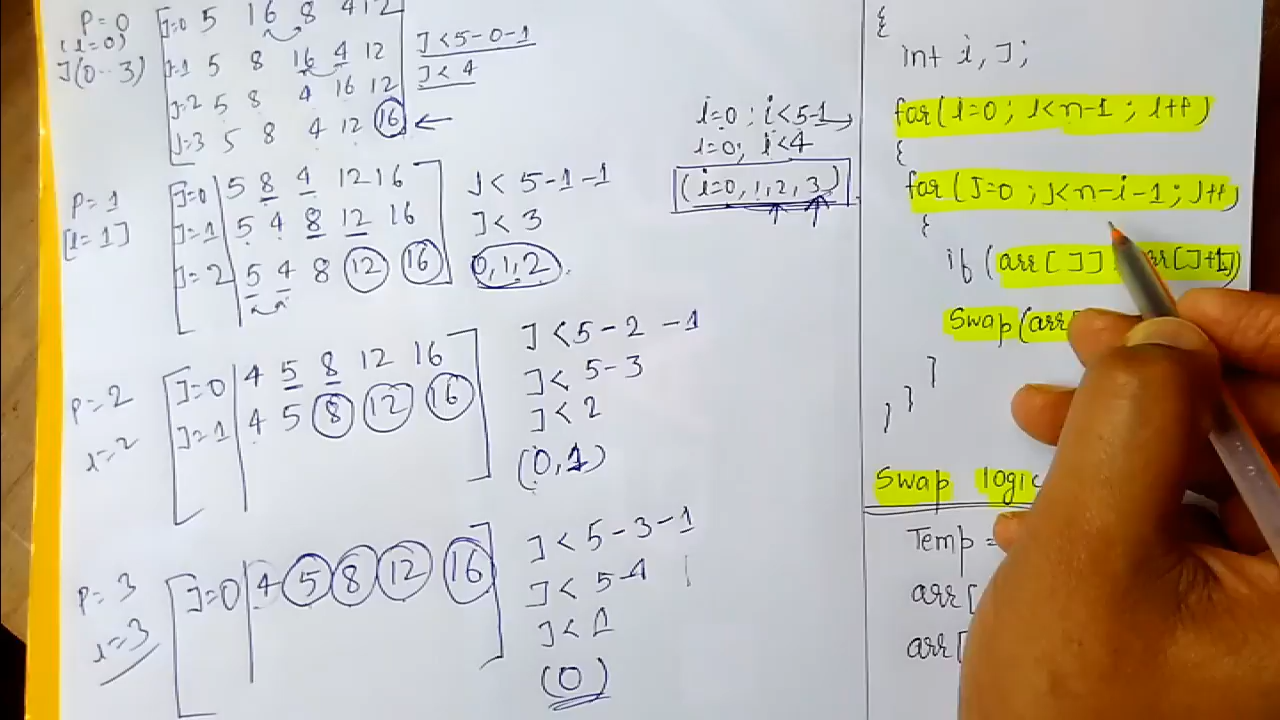 P=0
(i=0)
J(0--3)
J=0 5 16 8 4 12
J=1 5 8 16 4 12
J=2 5 8 4 16 12
J=3 5 8 4 12 16
J<5-0-1
J<4
P=1
[i=1]
J=0 5 8 4 12 16
J=1 5 4 8 12 16
J=2 5 4 8 12 16
J<5-1-1
J<3
0,1,2
P=2
i=2
J=0 4 5 8 12 16
J=1 4 5 8 12 16
J<5-2-1
J<5-3
J<2
(0,1)
P=3
i=3
J=0 4 5 8 12 16
J<5-3-1
J<5-4
J<1
(0)
i=0; i<5-1
i=0; i<4
(i=0,1,2,3)
{
int i, J;
for(i=0; i<n-1; i++)
{
for(J=0; J<n-i-1; J++)
{
if (arr[J] arr[J+1]
Swap(arr
}
}
}
Swap logic
Temp =
arr[
arr[